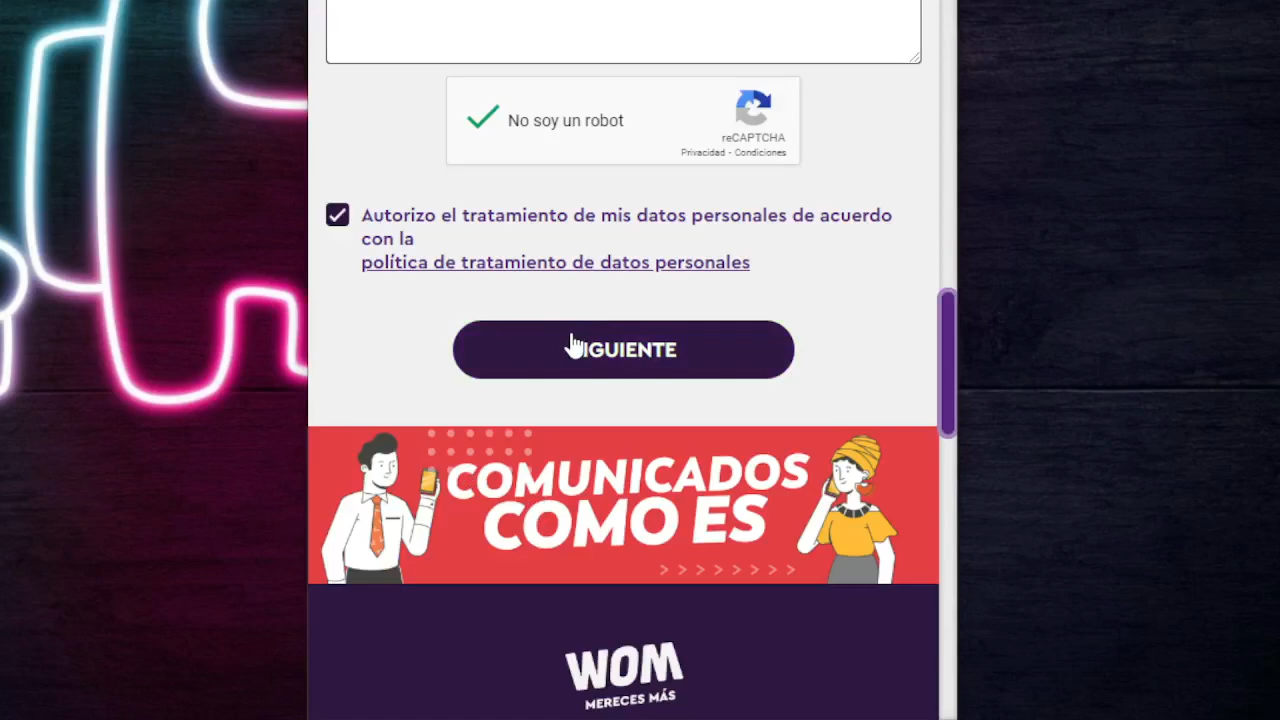 No soy un robot
reCAPTCHA
Privacidad - Condiciones
Autorizo el tratamiento de mis datos personales de acuerdo
con la
política de tratamiento de datos personales
SIGUIENTE
COMUNICADOS
COMO ES
WOM
MERECES MÁS